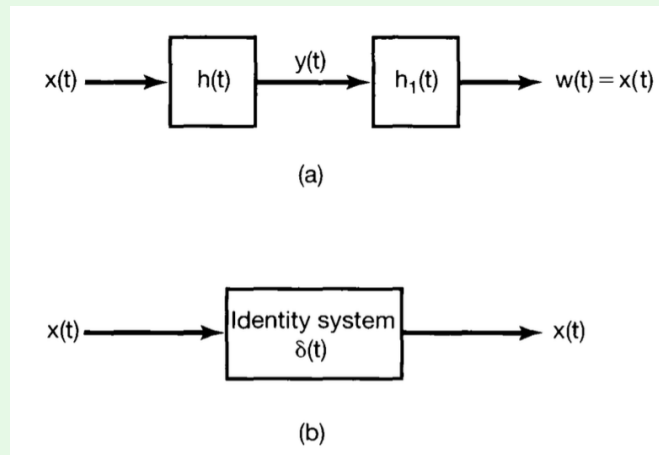 x(t) h(t) y(t) h₁(t) w(t) = x(t)
(a)
x(t) Identity system x(t)
δ(t)
(b)